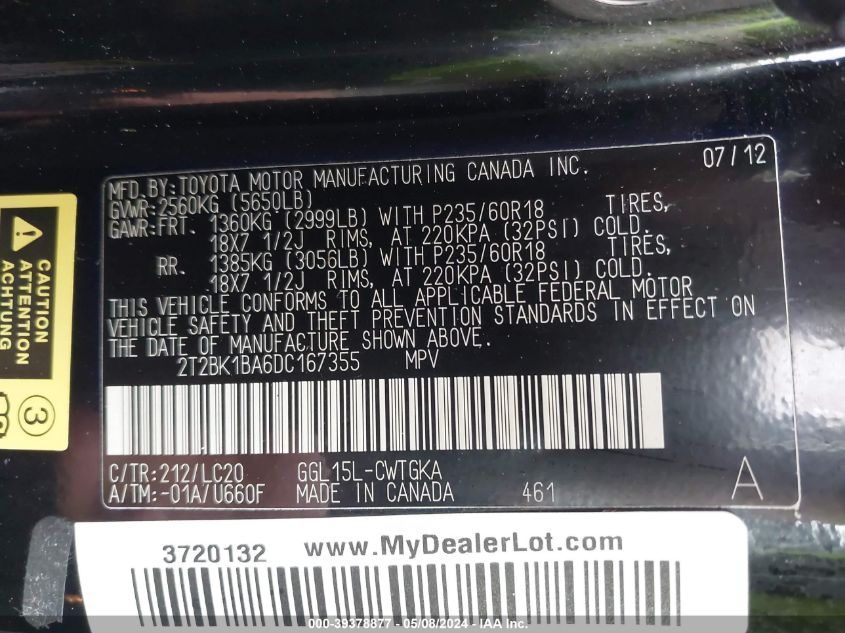 07/12
MFD.BY:TOYOTA MOTOR MANUFACTURING CANADA INC.
GVWR:2560KG (5650LB)
GAWR:FRT. 1360KG (2999LB) WITH P235/60R18 TIRES,
18X7 1/2J RIMS, AT 220KPA (32PSI) COLD.
RR. 1385KG (3056LB) WITH P235/60R18 TIRES,
18X7 1/2J RIMS, AT 220KPA (32PSI) COLD.
THIS VEHICLE CONFORMS TO ALL APPLICABLE FEDERAL MOTOR
VEHICLE SAFETY AND THEFT PREVENTION STANDARDS IN EFFECT ON
THE DATE OF MANUFACTURE SHOWN ABOVE.
2T2BK1BA6DC167355 MPV
C/TR:212/LC20 GGL15L-CWTGKA
A/TM:-01A/U660F MADE IN CANADA 461 A
CAUTION
ATTENTION
ACHTUNG
3
3720132 www.MyDealerLot.com
000-39378877 - 05/08/2024 - IAA Inc.